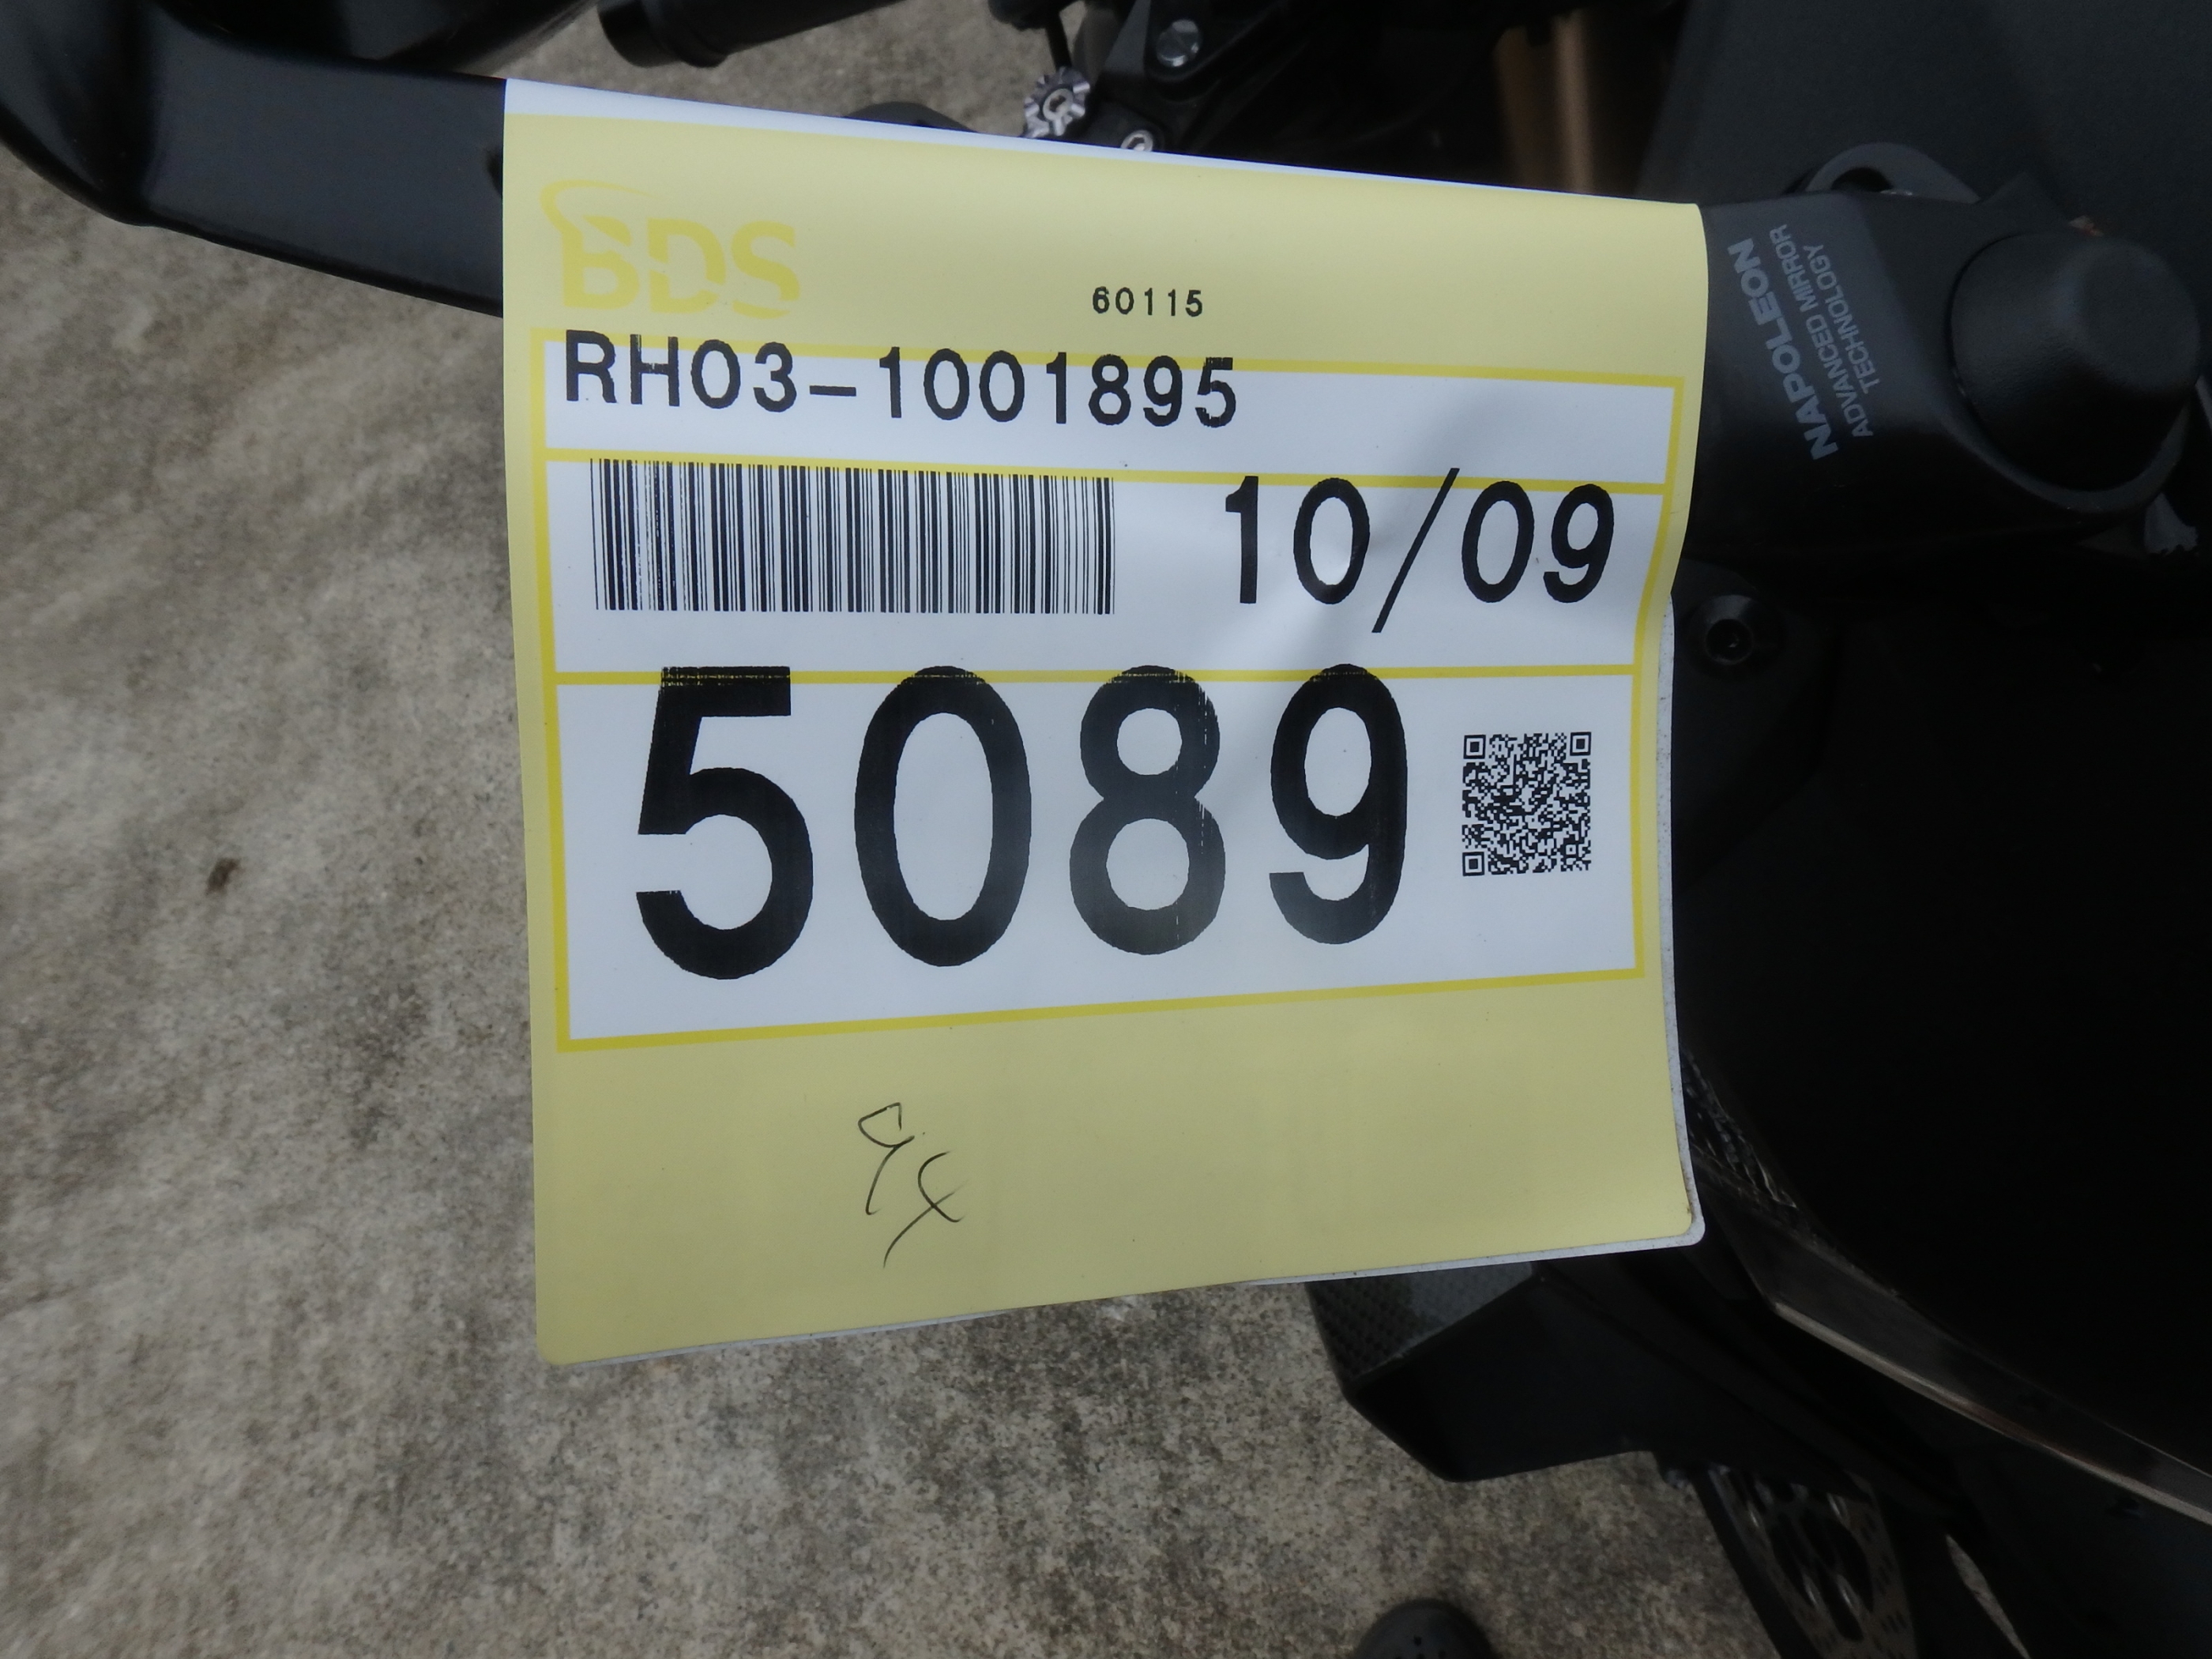 BDS
60115
RH03-1001895
10/09
5089
NAPOLEON
ADVANCED MIRROR
TECHNOLOGY